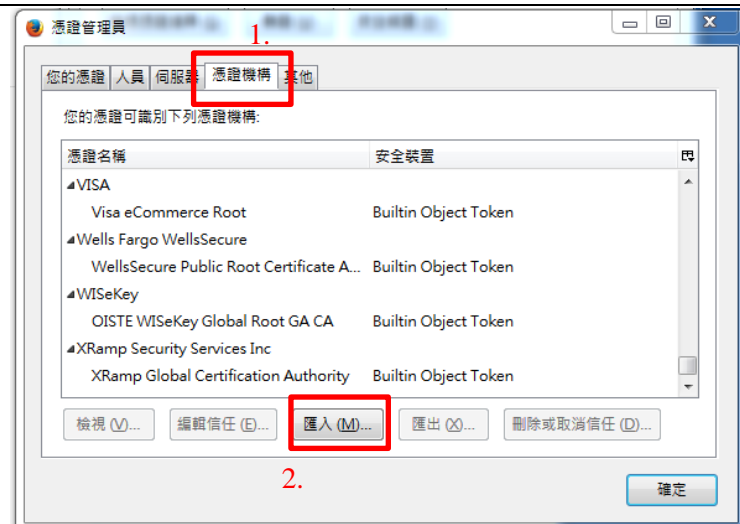 憑證管理員
1.
您的憑證 人員 伺服器 憑證機構 其他
您的憑證可識別下列憑證機構:
憑證名稱 安全裝置
VISA
Visa eCommerce Root Builtin Object Token
Wells Fargo WellsSecure
WellsSecure Public Root Certificate A... Builtin Object Token
WISeKey
OISTE WISeKey Global Root GA CA Builtin Object Token
XRamp Security Services Inc
XRamp Global Certification Authority Builtin Object Token
檢視 (V)... 編輯信任 (E)... 匯入 (M)... 匯出 (X)... 刪除或取消信任 (D)...
2.
確定